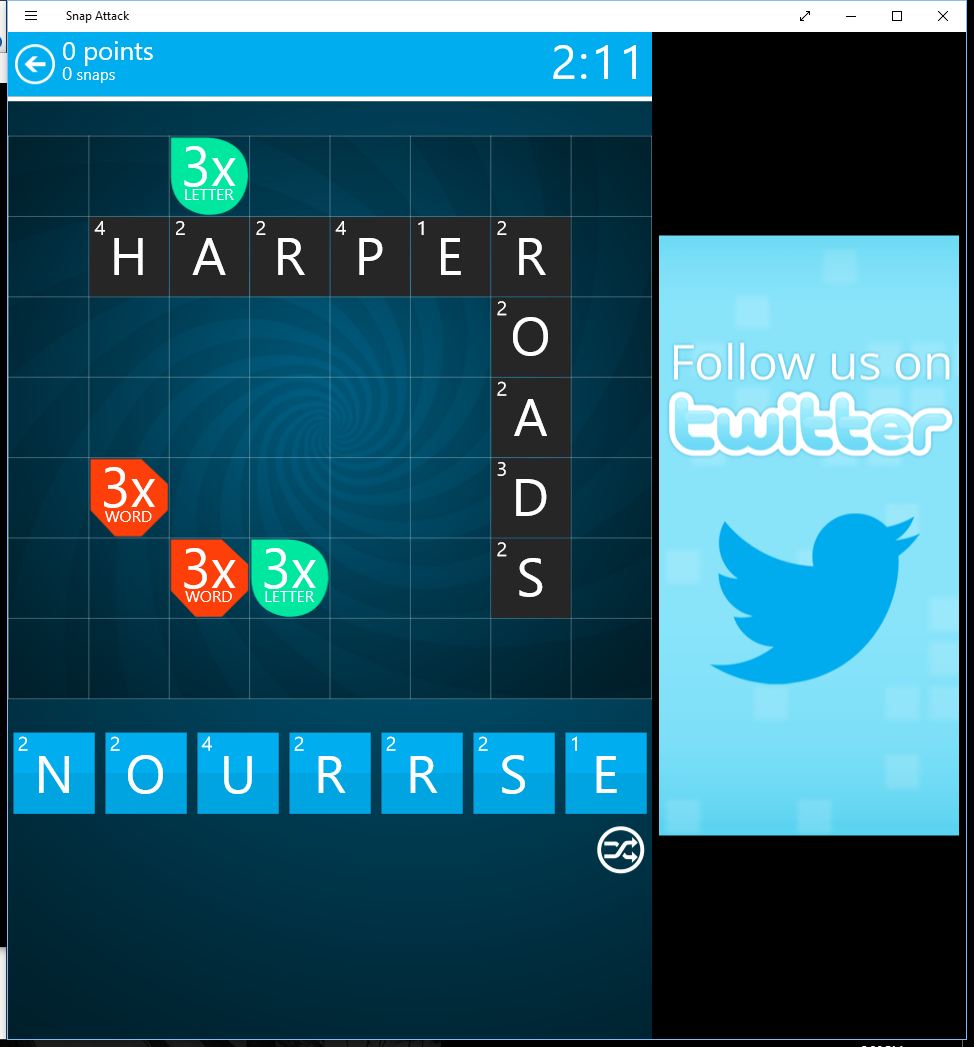 Snap Attack
0 points
0 snaps
2:11
3x
LETTER
4 H 2 A 2 R 4 P 1 E 2 R
2 O
2 A
3x
WORD
3 D
3x
WORD
3x
LETTER
2 S
2 N 2 O 4 U 2 R 2 R 2 S 1 E
Follow us on
twitter